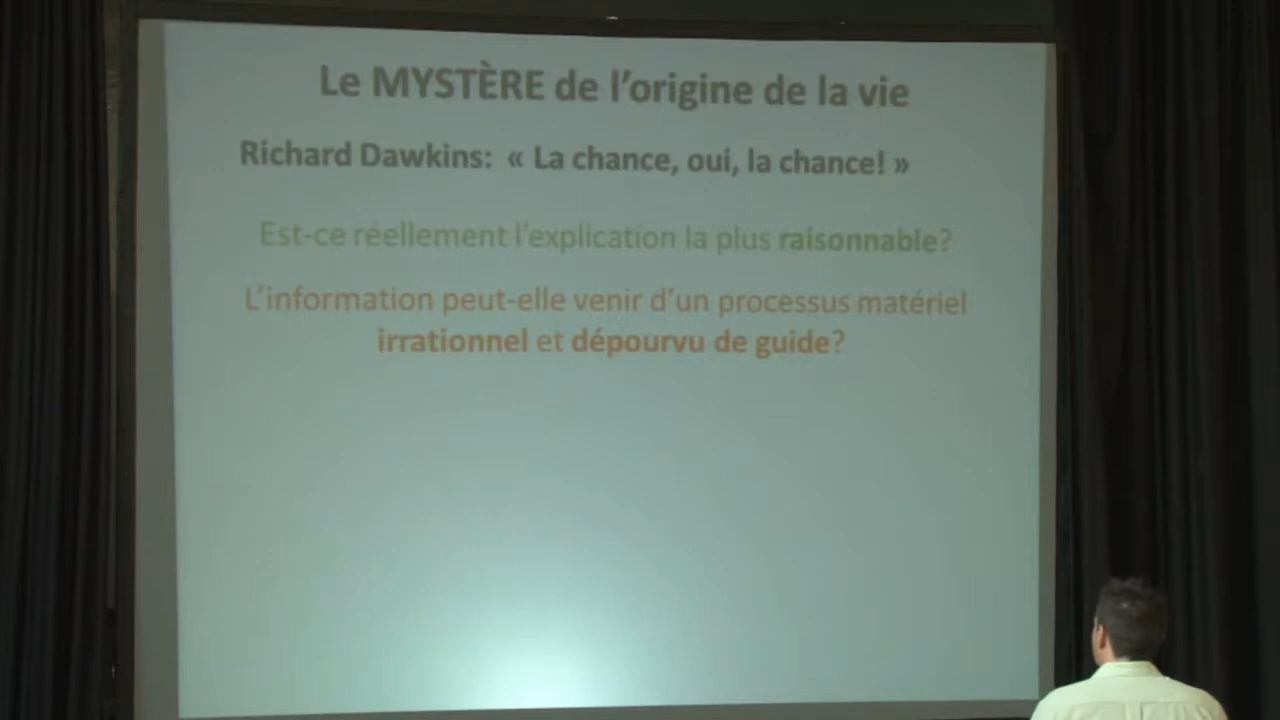 Le MYSTÈRE de l'origine de la vie
Richard Dawkins: « La chance, oui, la chance! »
Est-ce réellement l'explication la plus raisonnable?
L'information peut-elle venir d'un processus matériel
irrationnel et dépourvu de guide?